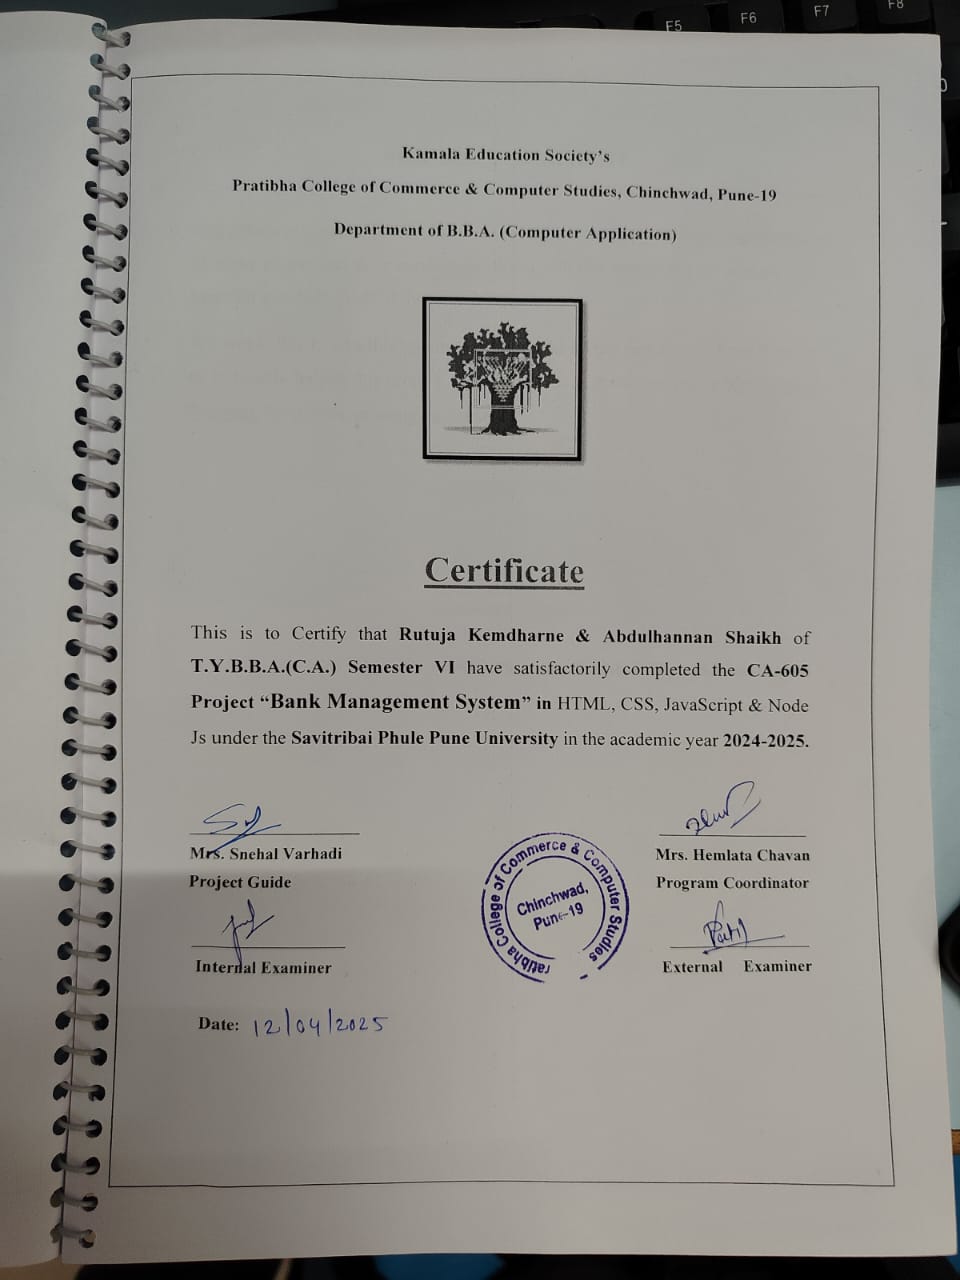 F5 F6 F7 F8
Kamala Education Society's
Pratibha College of Commerce & Computer Studies, Chinchwad, Pune-19
Department of B.B.A. (Computer Application)
Certificate
This is to Certify that Rutuja Kemdharne & Abdulhannan Shaikh of
T.Y.B.B.A.(C.A.) Semester VI have satisfactorily completed the CA-605
Project “Bank Management System” in HTML, CSS, JavaScript & Node
Js under the Savitribai Phule Pune University in the academic year 2024-2025.
Mrs. Snehal Varhadi
Project Guide
Mrs. Hemlata Chavan
Program Coordinator
ratibha College of Commerce & Computer Studies
Chinchwad,
Pune-19
Internal Examiner
External Examiner
Date: 12/04/2025